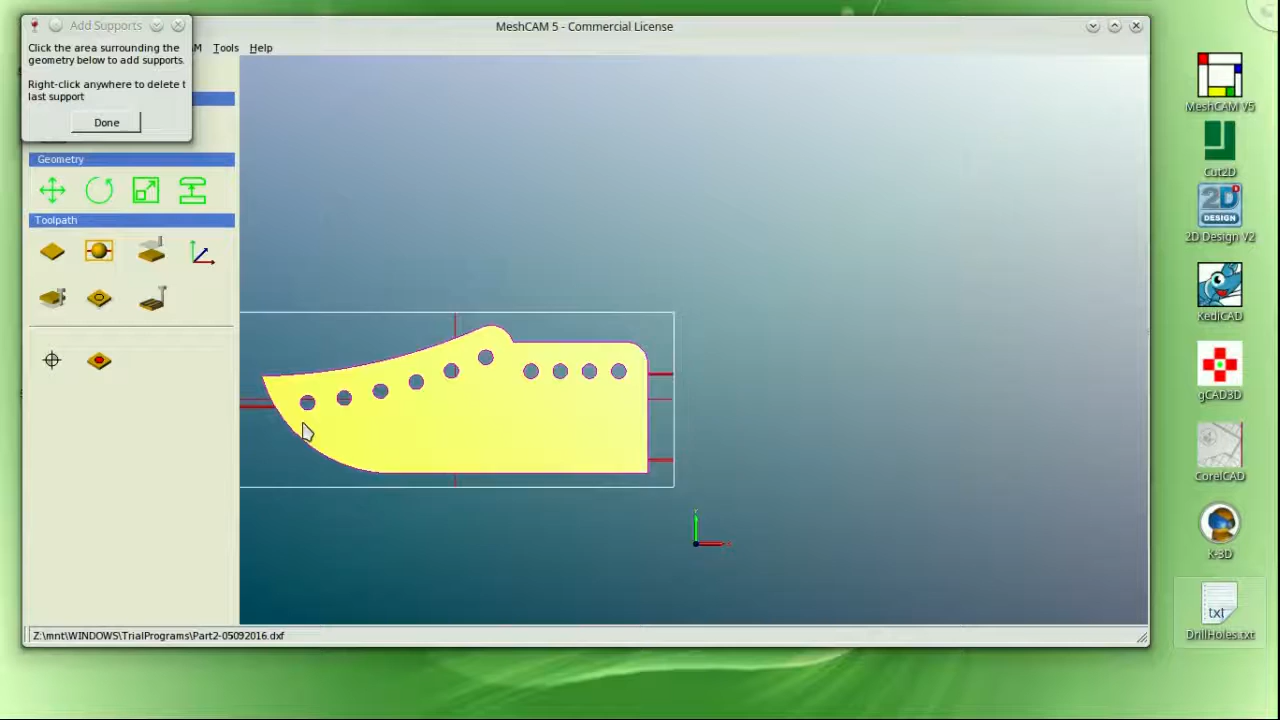 Add Supports
MeshCAM 5 - Commercial License
Click the area surrounding the
geometry below to add supports.
Right-click anywhere to delete t
last support
Done
M
Tools
Help
Geometry
Toolpath
Z:\mnt\WINDOWS\TrialPrograms\Part2-05092016.dxf
MeshCAM V5
Cut2D
2D
DESIGN
2D Design V2
KediCAD
gCAD3D
CorelCAD
K-3D
txt
DrillHoles.txt